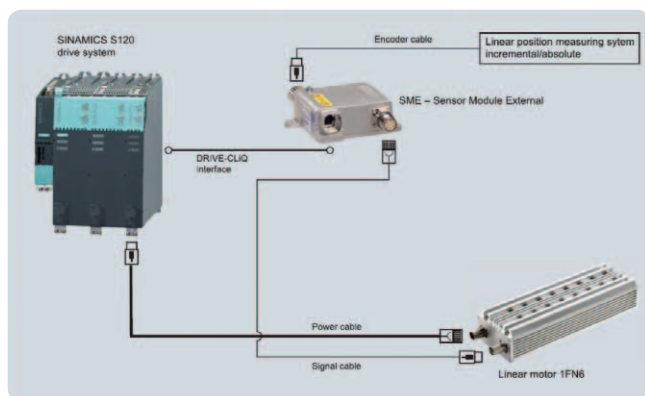 SINAMICS S120
drive system
Encoder cable
Linear position measuring sytem
incremental/absolute
SME – Sensor Module External
DRIVE-CLiQ
interface
Power cable
Signal cable
Linear motor 1FN6